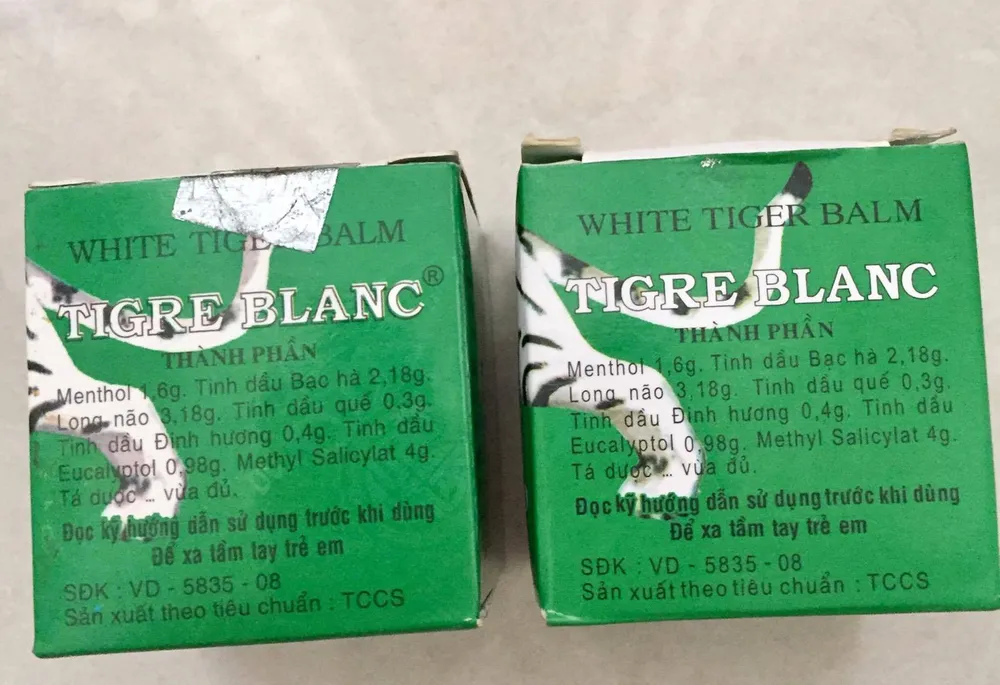 WHITE TIGER BALM
TIGRE BLANC®
THÀNH PHẦN
Menthol 1,6g. Tinh dầu Bạc hà 2,18g.
Long não 3,18g. Tinh dầu quế 0,3g.
Tinh dầu Đinh hương 0,4g. Tinh dầu
Eucalyptol 0,98g. Methyl Salicylat 4g.
Tá dược ... vừa đủ.
Đọc kỹ hướng dẫn sử dụng trước khi dùng
Để xa tầm tay trẻ em
SĐK : VD - 5835 - 08
Sản xuất theo tiêu chuẩn : TCCS
WHITE TIGER BALM
TIGRE BLANC
THÀNH PHẦN
Menthol 1,6g. Tinh dầu Bạc hà 2,18g.
Long não 3,18g. Tinh dầu quế 0,3g.
Tinh dầu Đinh hương 0,4g. Tinh dầu
Eucalyptol 0,98g. Methyl Salicylat 4g.
Tá dược ... vừa đủ.
Đọc kỹ hướng dẫn sử dụng trước khi dùng
Để xa tầm tay trẻ em
SĐK : VD - 5835 - 08
Sản xuất theo tiêu chuẩn : TCCS